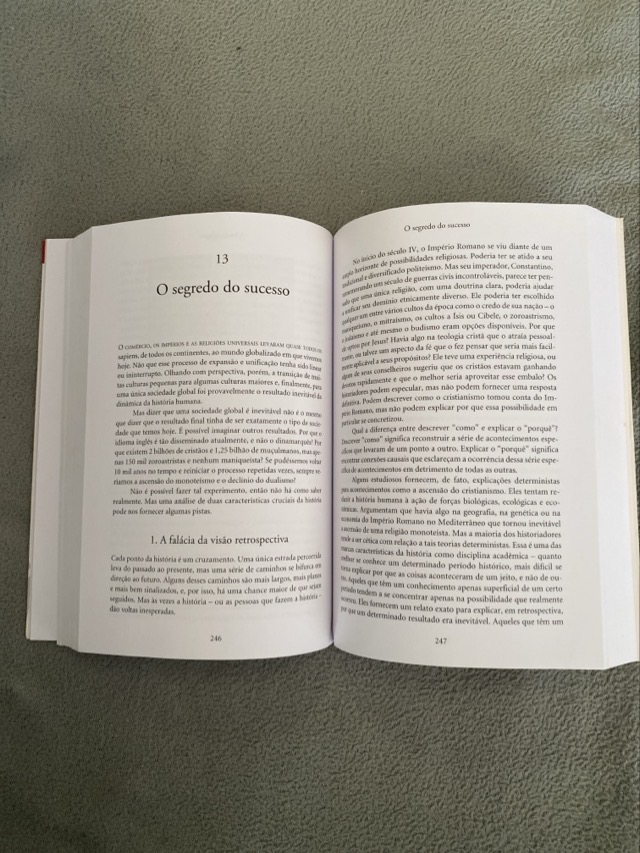 13
O segredo do sucesso
O COMÉRCIO, OS IMPÉRIOS E AS RELIGIÕES UNIVERSAIS LEVARAM QUASE TODOS OS
sapiens, de todos os continentes, ao mundo globalizado em que vivemos
hoje. Não que esse processo de expansão e unificação tenha sido linear
ou ininterrupto. Olhando com perspectiva, porém, a transição de mui-
tas culturas pequenas para algumas culturas maiores e, finalmente, para
uma única sociedade global foi provavelmente o resultado inevitável da
dinâmica da história humana.
Mas dizer que uma sociedade global é inevitável não é o mesmo
que dizer que o resultado final tinha de ser exatamente o tipo de socie-
dade que temos hoje. É possível imaginar outros resultados. Por que o
idioma inglês é tão disseminado atualmente, e não o dinamarquês? Por
que existem 2 bilhões de cristãos e 1,25 bilhão de muçulmanos, mas ape-
nas 150 mil zoroastristas e nenhum maniqueísta? Se pudéssemos voltar
10 mil anos no tempo e reiniciar o processo repetidas vezes, sempre ve-
ríamos a ascensão do monoteísmo e o declínio do dualismo?
Não é possível fazer tal experimento, então não há como saber
realmente. Mas uma análise de duas características cruciais da história
pode nos fornecer algumas pistas.
1. A falácia da visão retrospectiva
Cada ponto da história é um cruzamento. Uma única estrada percorrida
leva do passado ao presente, mas uma série de caminhos se bifurca em
direção ao futuro. Alguns desses caminhos são mais largos, mais planos
e mais bem sinalizados, e, por isso, há uma chance maior de que sejam
seguidos. Mas às vezes a história – ou as pessoas que fazem a história –
dão voltas inesperadas.
246
O segredo do sucesso
No início do século IV, o Império Romano se viu diante de um
amplo horizonte de possibilidades religiosas. Poderia ter se atido a seu
tradicional e diversificado politeísmo. Mas seu imperador, Constantino,
rememorando um século de guerras civis incontroláveis, parece ter pen-
sado que uma única religião, com uma doutrina clara, poderia ajudar
a unificar seu domínio etnicamente diverso. Ele poderia ter escolhido
qualquer um entre vários cultos da época como o credo de sua nação – o
maniqueísmo, o mitraísmo, os cultos a Ísis ou Cibele, o zoroastrismo,
o judaísmo e até mesmo o budismo eram opções disponíveis. Por que
ele optou por Jesus? Havia algo na teologia cristã que o atraía pessoal-
mente, ou talvez um aspecto da fé que o fez pensar que seria mais facil-
mente aplicável a seus propósitos? Ele teve uma experiência religiosa, ou
algum de seus conselheiros sugeriu que os cristãos estavam ganhando
adeptos rapidamente e que o melhor seria aproveitar esse embalo? Os
historiadores podem especular, mas não podem fornecer uma resposta
definitiva. Podem descrever como o cristianismo tomou conta do Im-
pério Romano, mas não podem explicar por que essa possibilidade em
particular se concretizou.
Qual a diferença entre descrever "como" e explicar o "porquê"?
Descrever "como" significa reconstruir a série de acontecimentos espe-
cíficos que levaram de um ponto a outro. Explicar o "porquê" significa
encontrar conexões causais que esclareçam a ocorrência dessa série espe-
cífica de acontecimentos em detrimento de todas as outras.
Alguns estudiosos fornecem, de fato, explicações deterministas
para acontecimentos como a ascensão do cristianismo. Eles tentam re-
duzir a história humana à ação de forças biológicas, ecológicas e eco-
nômicas. Argumentam que havia algo na geografia, na genética ou na
economia do Império Romano no Mediterrâneo que tornou inevitável
a ascensão de uma religião monoteísta. Mas a maioria dos historiadores
tende a ser cética com relação a tais teorias deterministas. Essa é uma das
marcas características da história como disciplina acadêmica – quanto
melhor se conhece um determinado período histórico, mais difícil se
torna explicar por que as coisas aconteceram de um jeito, e não de ou-
tro. Aqueles que têm um conhecimento apenas superficial de um certo
período tendem a se concentrar apenas na possibilidade que realmente
ocorreu. Eles fornecem um relato exato para explicar, em retrospectiva,
por que um determinado resultado era inevitável. Aqueles que têm um
247